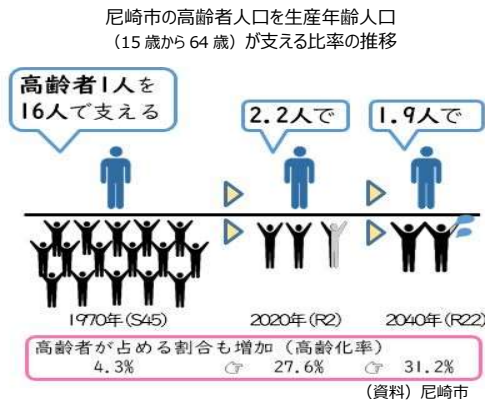 尼崎市の高齢者人口を生産年齢人口
(15歳から64歳)が支える比率の推移
高齢者1人を
16人で支える
2.2人で
1.9人で
1970年(S45)
2020年(R2)
2040年(R22)
高齢者が占める割合も増加(高齢化率)
4.3% ☞ 27.6% ☞ 31.2%
(資料)尼崎市